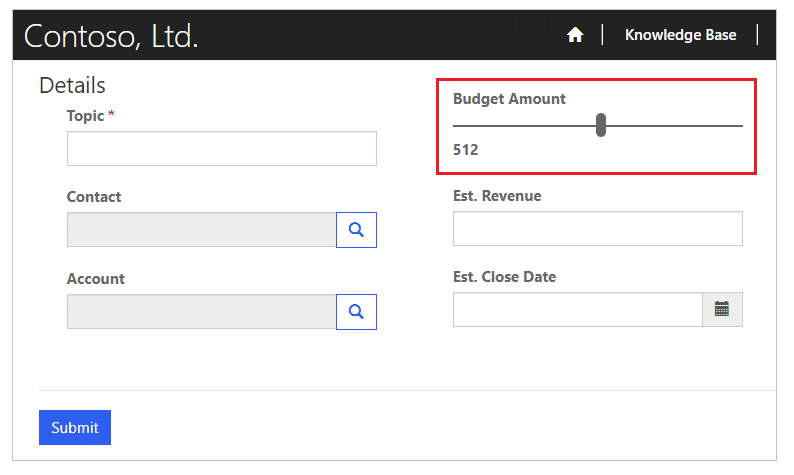 Contoso, Ltd.
Knowledge Base
Details
Topic *
Contact
Account
Budget Amount
512
Est. Revenue
Est. Close Date
Submit